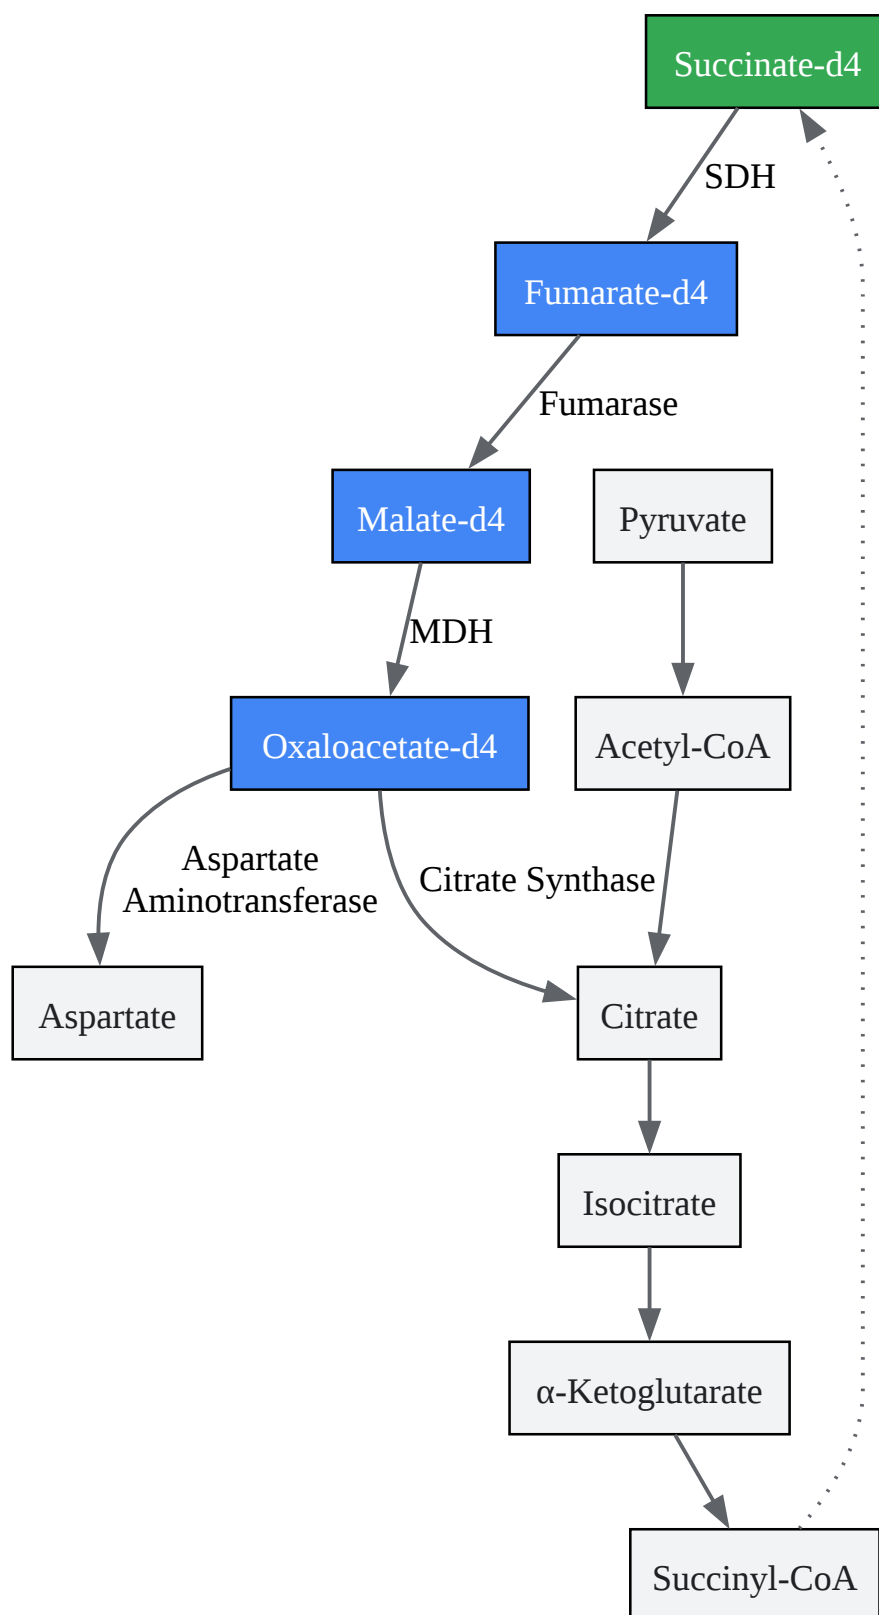 Succinate-d4
SDH
Fumarate-d4
Fumarase
Malate-d4
Pyruvate
MDH
Oxaloacetate-d4
Acetyl-CoA
Aspartate
Aminotransferase
Citrate Synthase
Aspartate
Citrate
Isocitrate
α-Ketoglutarate
Succinyl-CoA